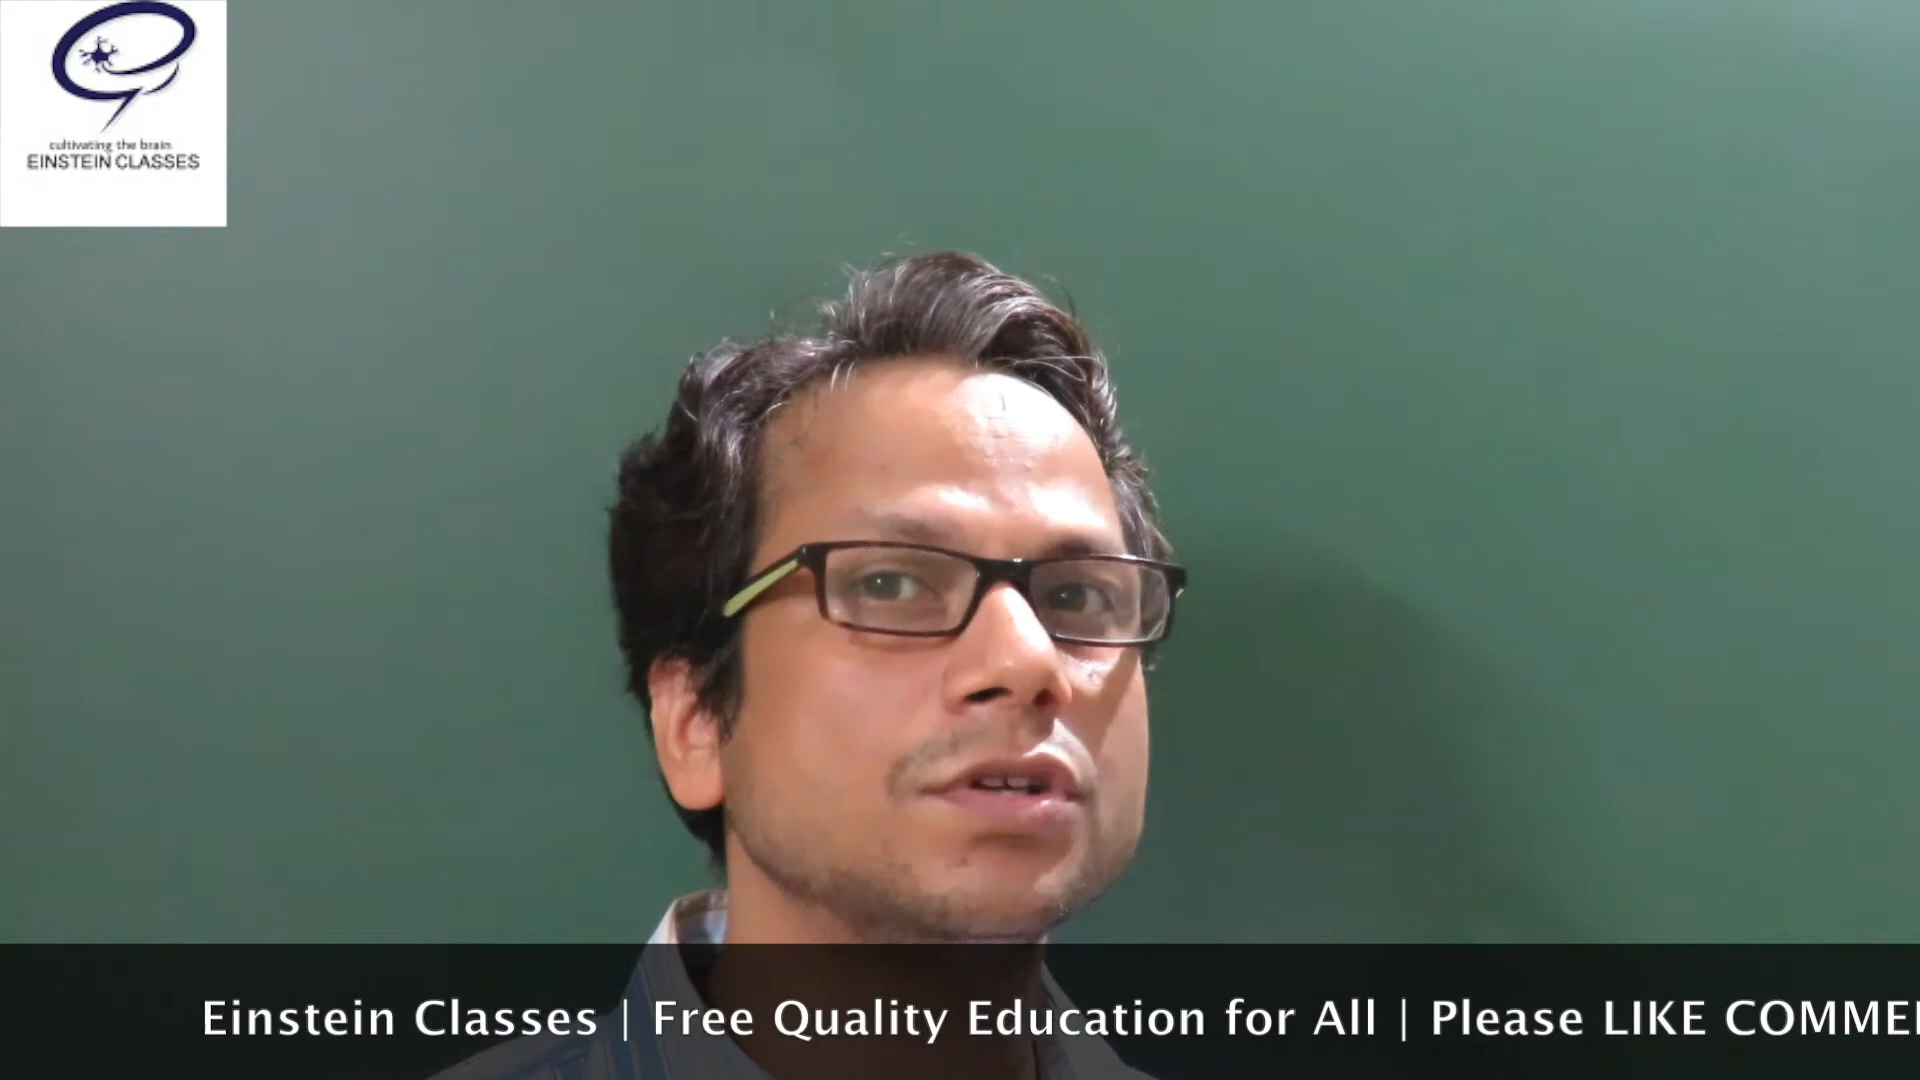 cultivating the brain
EINSTEIN CLASSES
Einstein Classes | Free Quality Education for All | Please LIKE COMME